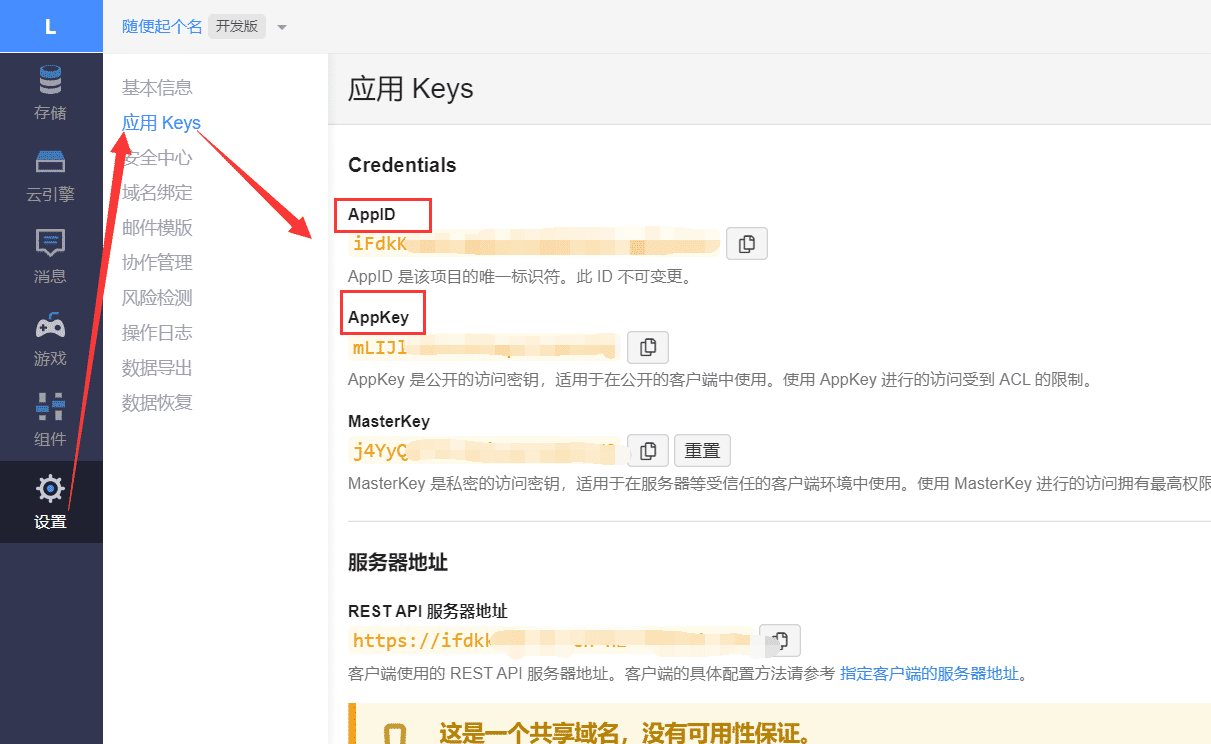 L
随便起个名 开发版
存储
云引擎
消息
游戏
组件
设置
基本信息
应用 Keys
安全中心
域名绑定
邮件模版
协作管理
风险检测
操作日志
数据导出
数据恢复
应用 Keys
Credentials
AppID
iFdkK
AppID 是该项目的唯一标识符。此 ID 不可变更。
AppKey
mLIJl
AppKey 是公开的访问密钥，适用于在公开的客户端中使用。使用 AppKey 进行的访问受到 ACL 的限制。
MasterKey
j4YyQ
重置
MasterKey 是私密的访问密钥，适用于在服务器等受信任的客户端环境中使用。使用 MasterKey 进行的访问拥有最高权限
服务器地址
REST API 服务器地址
https://ifdkk
客户端使用的 REST API 服务器地址。客户端的具体配置方法请参考 指定客户端的服务器地址。
这是一个共享域名，没有可用性保证。